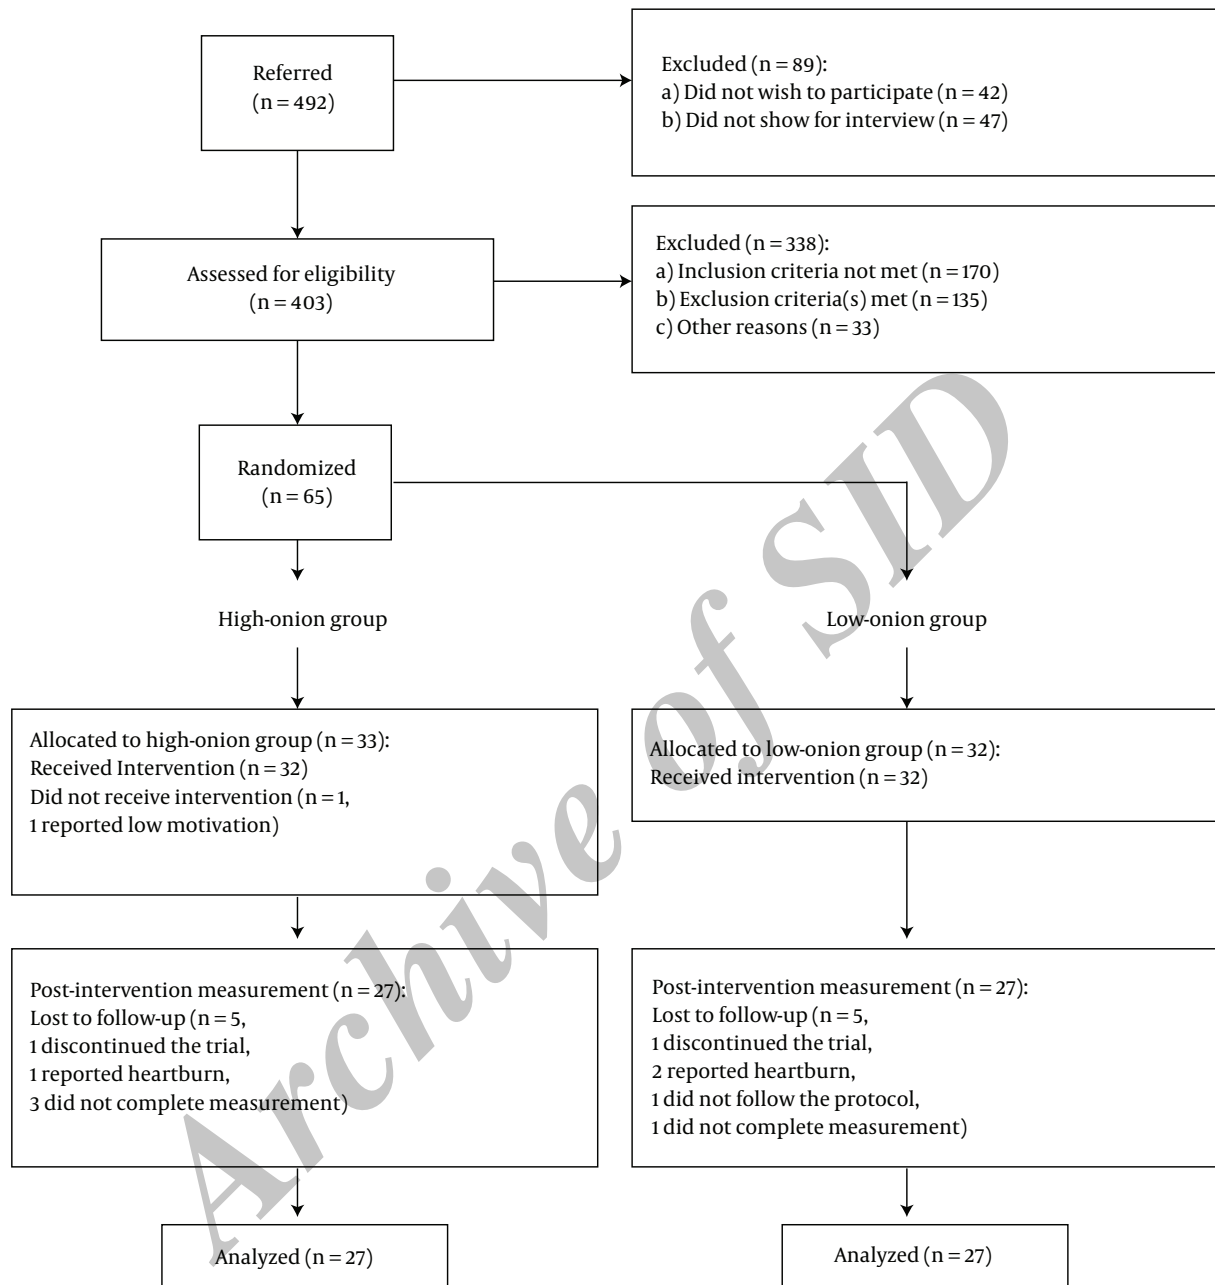 Referred
(n = 492)
Excluded (n = 89):
a) Did not wish to participate (n = 42)
b) Did not show for interview (n = 47)
Assessed for eligibility
(n = 403)
Excluded (n = 338):
a) Inclusion criteria not met (n = 170)
b) Exclusion criteria(s) met (n = 135)
c) Other reasons (n = 33)
Randomized
(n = 65)
High-onion group
Low-onion group
Allocated to high-onion group (n = 33):
Received Intervention (n = 32)
Did not receive intervention (n = 1,
1 reported low motivation)
Allocated to low-onion group (n = 32):
Received intervention (n = 32)
Post-intervention measurement (n = 27):
Lost to follow-up (n = 5,
1 discontinued the trial,
1 reported heartburn,
3 did not complete measurement)
Post-intervention measurement (n = 27):
Lost to follow-up (n = 5,
1 discontinued the trial,
2 reported heartburn,
1 did not follow the protocol,
1 did not complete measurement)
Analyzed (n = 27)
Analyzed (n = 27)
Archive of SID